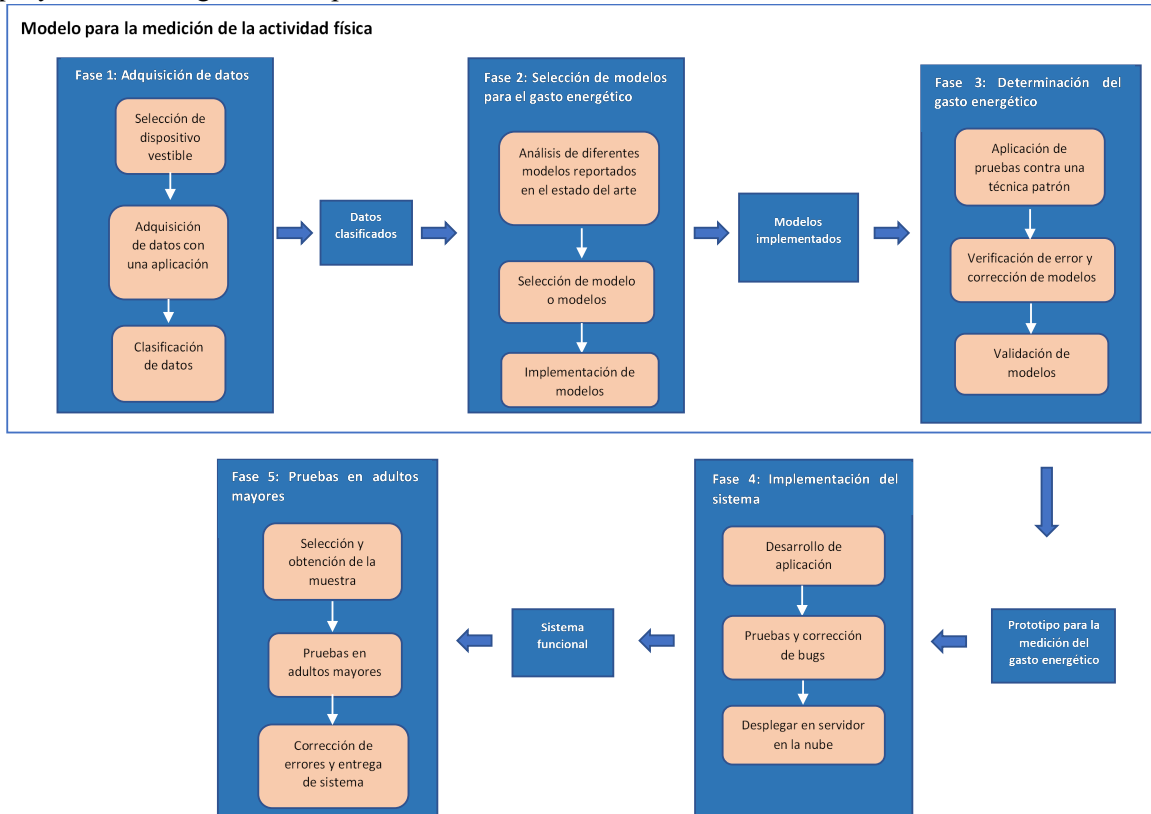 Modelo para la medición de la actividad física
Fase 1: Adquisición de datos
Selección de
dispositivo
vestible
Adquisición
de datos con
una aplicación
Clasificación
de datos
Datos
clasificados
Fase 2: Selección de modelos
para el gasto energético
Análisis de diferentes
modelos reportados
en el estado del arte
Selección de modelo
o modelos
Implementación de
modelos
Modelos
implementados
Fase 3: Determinación del
gasto energético
Aplicación de
pruebas contra una
técnica patrón
Verificación de error y
corrección de modelos
Validación de
modelos
Prototipo para la
medición del
gasto energético
Fase 4: Implementación del
sistema
Desarrollo de
aplicación
Pruebas y corrección
de bugs
Desplegar en servidor
en la nube
Sistema
funcional
Fase 5: Pruebas en adultos
mayores
Selección y
obtención de la
muestra
Pruebas en
adultos mayores
Corrección de
errores y entrega
de sistema